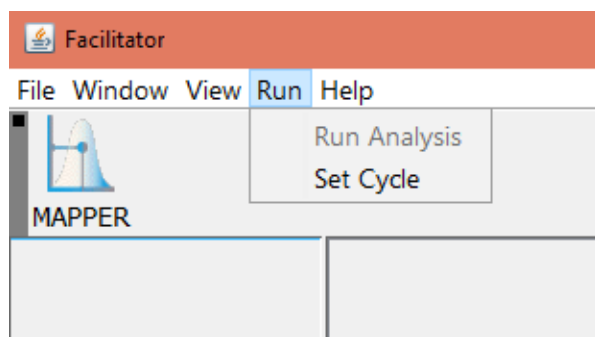 Facilitator
File Window View Run Help
Run Analysis
Set Cycle
MAPPER